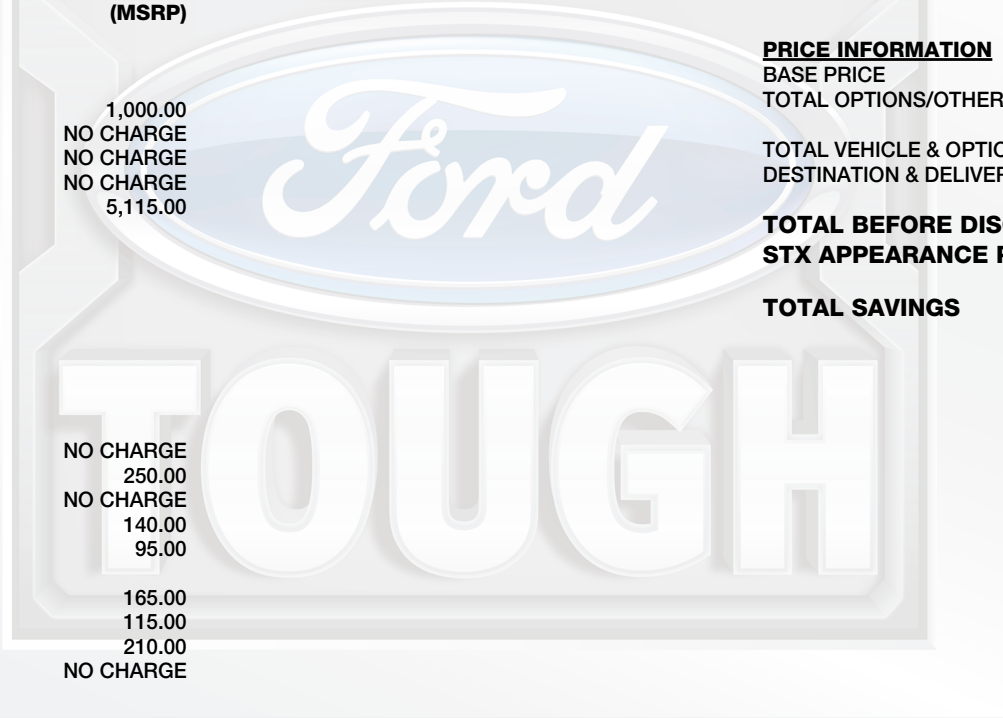 (MSRP)
1,000.00
NO CHARGE
NO CHARGE
NO CHARGE
5,115.00
NO CHARGE
250.00
NO CHARGE
140.00
95.00
165.00
115.00
210.00
NO CHARGE
Ford
TOUGH
PRICE INFORMATION
BASE PRICE
TOTAL OPTIONS/OTHER
TOTAL VEHICLE & OPTIO
DESTINATION & DELIVER
TOTAL BEFORE DIS
STX APPEARANCE P
TOTAL SAVINGS